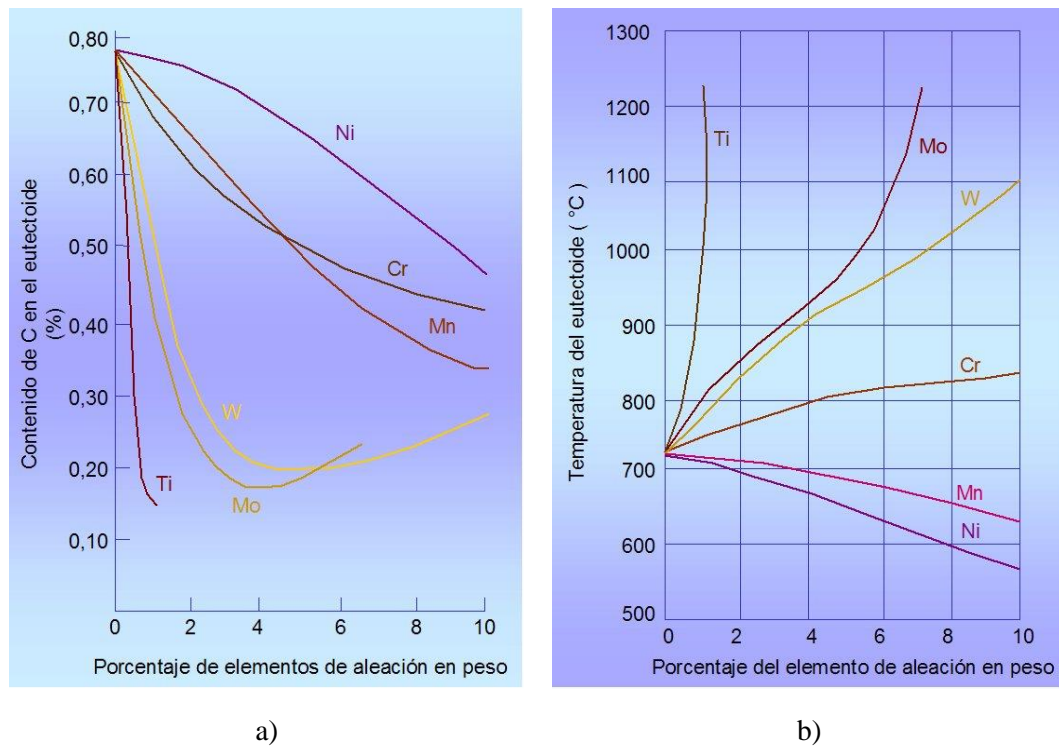 0,80
0,70
0,60
0,50
0,40
0,30
0,20
0,10
Contenido de C en el eutectoide
(%)
Ni
Cr
Mn
W
Mo
Ti
0 2 4 6 8 10
Porcentaje de elementos de aleación en peso
a)
1300
1200
1100
1000
900
800
700
600
500
Temperatura del eutectoide ( °C )
Ti
Mo
W
Cr
Mn
Ni
0 2 4 6 8 10
Porcentaje del elemento de aleación en peso
b)